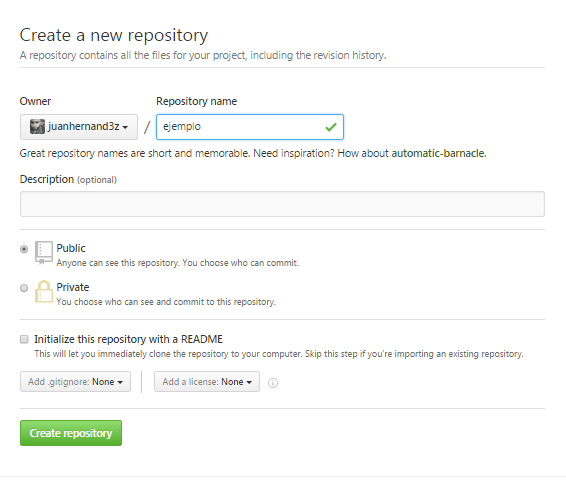 Create a new repository
A repository contains all the files for your project, including the revision history.
Owner
Repository name
juanhernand3z / ejemplo
Great repository names are short and memorable. Need inspiration? How about automatic-barnacle.
Description (optional)
Public
Anyone can see this repository. You choose who can commit.
Private
You choose who can see and commit to this repository.
Initialize this repository with a README
This will let you immediately clone the repository to your computer. Skip this step if you're importing an existing repository.
Add .gitignore: None
Add a license: None
Create repository